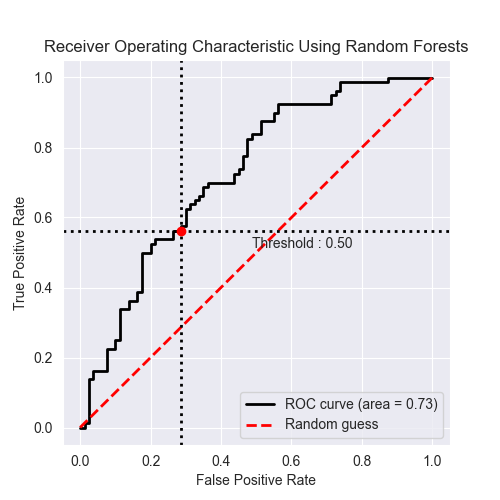 Receiver Operating Characteristic Using Random Forests
1.0
0.8
0.6
0.4
0.2
0.0
True Positive Rate
Threshold : 0.50
ROC curve (area = 0.73)
Random guess
0.0 0.2 0.4 0.6 0.8 1.0
False Positive Rate